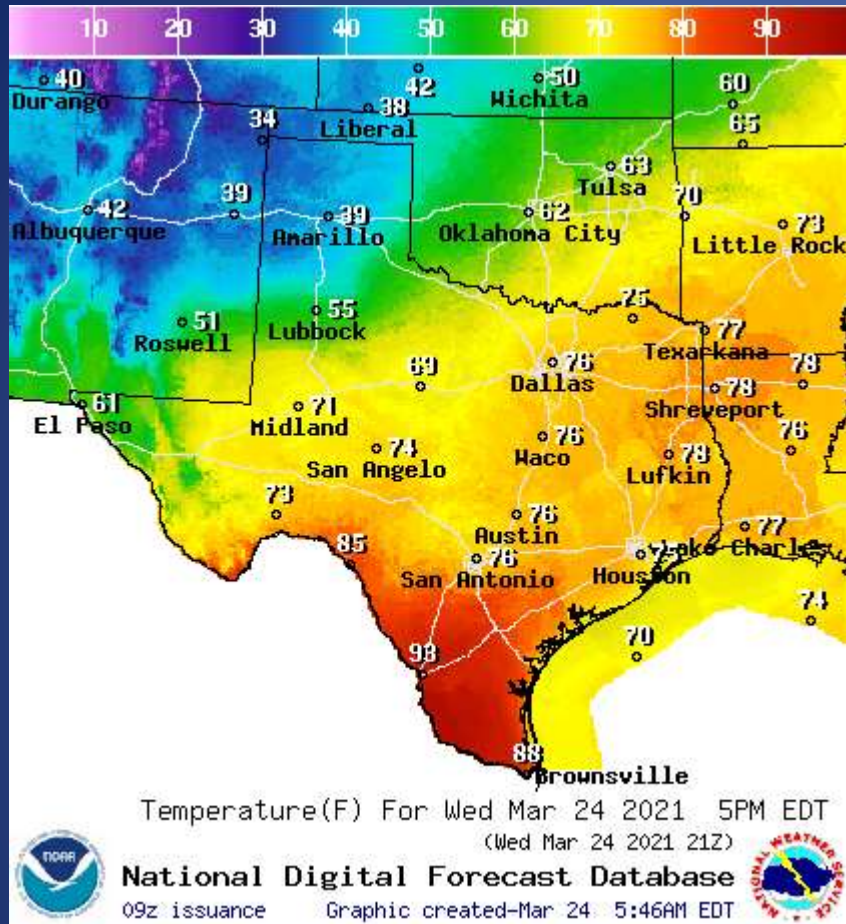 10 20 30 40 50 60 70 80 90
40 Durango
42
50 Wichita
60
38 Liberal
34
65
63 Tulsa
42 Albuquerque
39
39 Amarillo
62 Oklahoma City
70
73 Little Rock
51 Roswell
55 Lubbock
75
77 Texarkana
61 El Paso
71 Midland
69
76 Dallas
78 Shreveport
78
74 San Angelo
76 Waco
78 Lufkin
76
73
76 Austin
77 Lake Charles
85
76 San Antonio
Houston
74
70
93
88 Brownsville
Temperature(F) For Wed Mar 24 2021 5PM EDT
(Wed Mar 24 2021 21Z)
National Digital Forecast Database
09z issuance Graphic created-Mar 24 5:46AM EDT
NOAA
NATIONAL WEATHER SERVICE